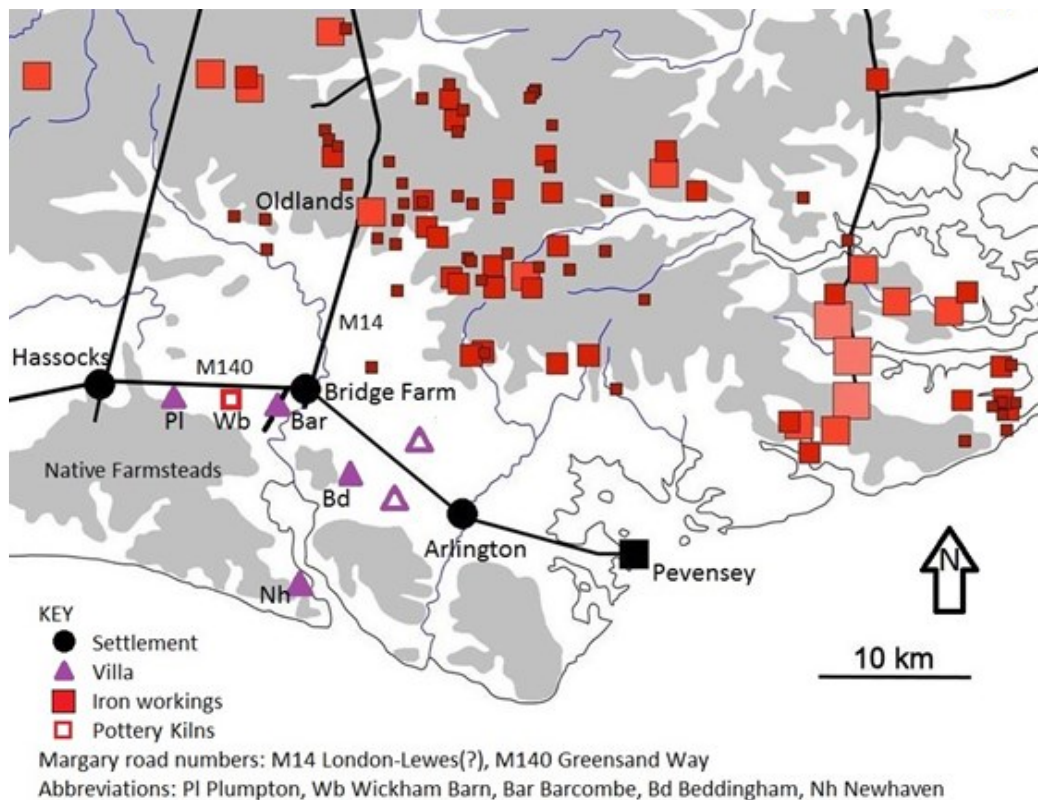 Oldlands
M14
Hassocks
M140
Bridge Farm
Pl
Wb
Bar
Native Farmsteads
Bd
Arlington
Pevensey
N
Nh
10 km
KEY
Settlement
Villa
Iron workings
Pottery Kilns
Margary road numbers: M14 London-Lewes(?), M140 Greensand Way
Abbreviations: Pl Plumpton, Wb Wickham Barn, Bar Barcombe, Bd Beddingham, Nh Newhaven